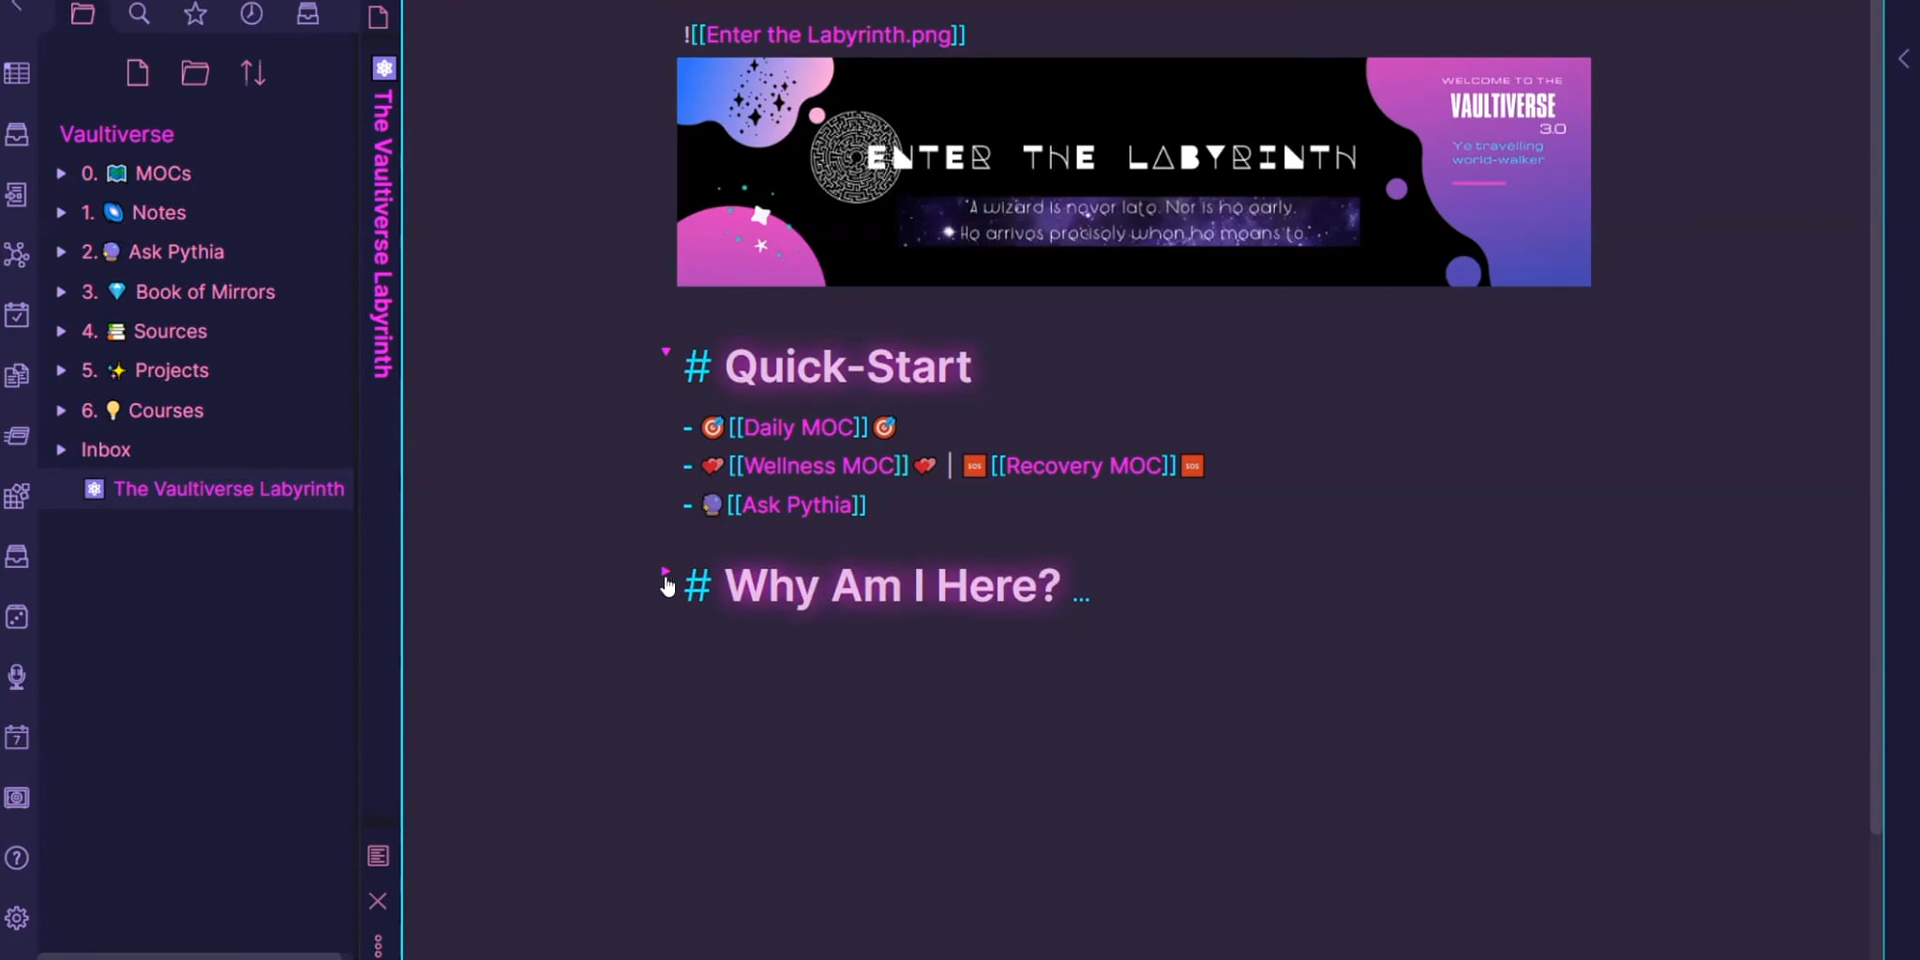 Vaultiverse
0. MOCs
1. Notes
2. Ask Pythia
3. Book of Mirrors
4. Sources
5. Projects
6. Courses
Inbox
The Vaultiverse Labyrinth
7
The Vaultiverse Labyrinth
![[Enter the Labyrinth.png]]
ENTER THE LABYRINTH
"A wizard is never late. Nor is he early.
He arrives precisely when he means to."
WELCOME TO THE
VAULTIVERSE
3.0
Ye travelling
world-walker
# Quick-Start
- 🎯[[Daily MOC]]🎯
- 💕[[Wellness MOC]]💕 | 🆘[[Recovery MOC]]🆘
- 🔮[[Ask Pythia]]
# Why Am I Here? ...